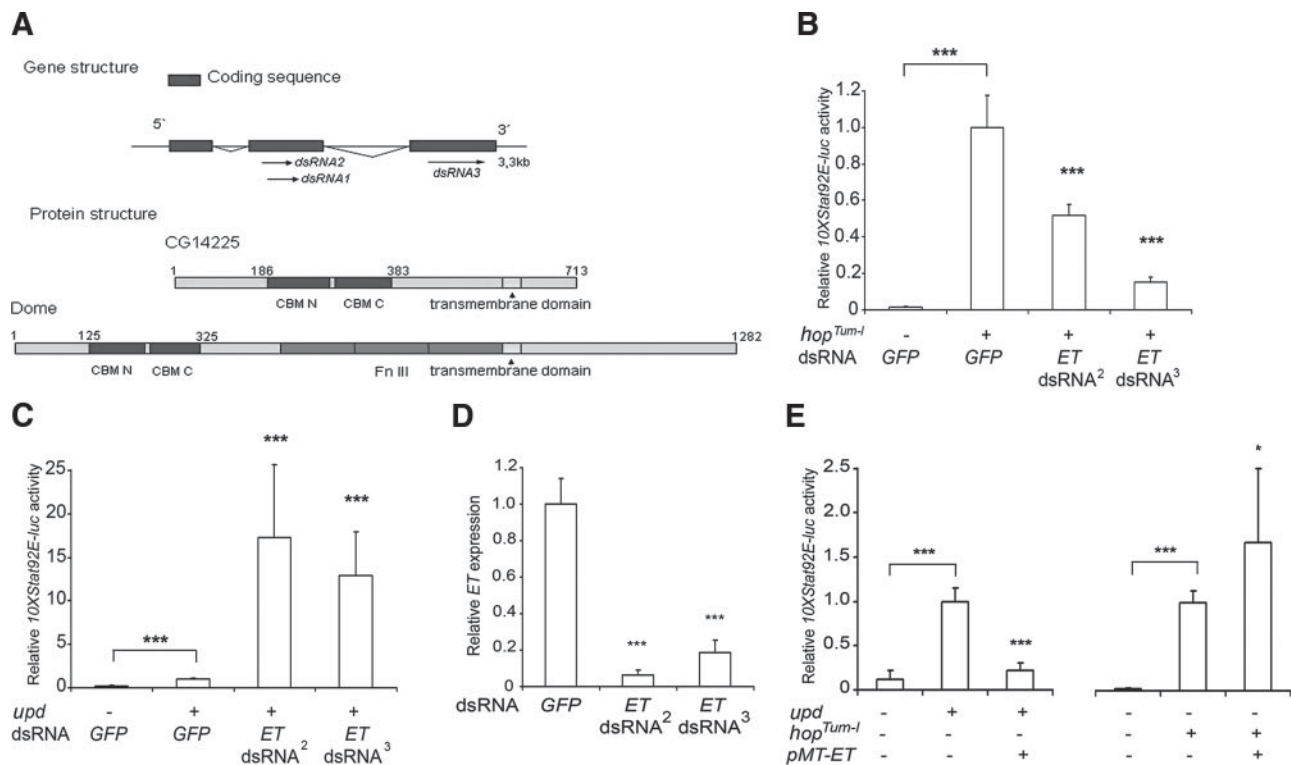 A
Gene structure
Coding sequence
5`
3´
dsRNA2
dsRNA1
dsRNA3
3,3kb
Protein structure
CG14225
1
186
383
713
CBM N
CBM C
transmembrane domain
Dome
1
125
325
1282
CBM N
CBM C
Fn III
transmembrane domain
B
Relative 10XStat92E-luc activity
1.2
1.0
0.8
0.6
0.4
0.2
0
***
***
***
hop^Tum-l - + + +
dsRNA GFP GFP ET ET
dsRNA² dsRNA³
C
Relative 10XStat92E-luc activity
25
20
15
10
5
0
***
***
***
upd - + + +
dsRNA GFP GFP ET ET
dsRNA² dsRNA³
D
Relative ET expression
1.2
1.0
0.8
0.6
0.4
0.2
0
***
***
dsRNA GFP ET ET
dsRNA² dsRNA³
E
Relative 10XStat92E-luc activity
2.5
2.0
1.5
1.0
0.5
0.0
***
***
***
*
upd - + + - - -
hop^Tum-l - - - - + +
pMT-ET - - + - - +